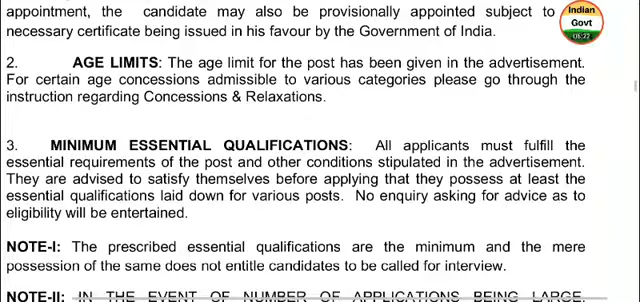 appointment, the candidate may also be provisionally appointed subject to
necessary certificate being issued in his favour by the Government of India.
Indian
Govt
2. AGE LIMITS: The age limit for the post has been given in the advertisement.
For certain age concessions admissible to various categories please go through the
instruction regarding Concessions & Relaxations.
3. MINIMUM ESSENTIAL QUALIFICATIONS: All applicants must fulfill the
essential requirements of the post and other conditions stipulated in the advertisement.
They are advised to satisfy themselves before applying that they possess at least the
essential qualifications laid down for various posts. No enquiry asking for advice as to
eligibility will be entertained.
NOTE-I: The prescribed essential qualifications are the minimum and the mere
possession of the same does not entitle candidates to be called for interview.
NOTE-II: IN THE EVENT OF NUMBER OF APPLICATIONS BEING LARGE,